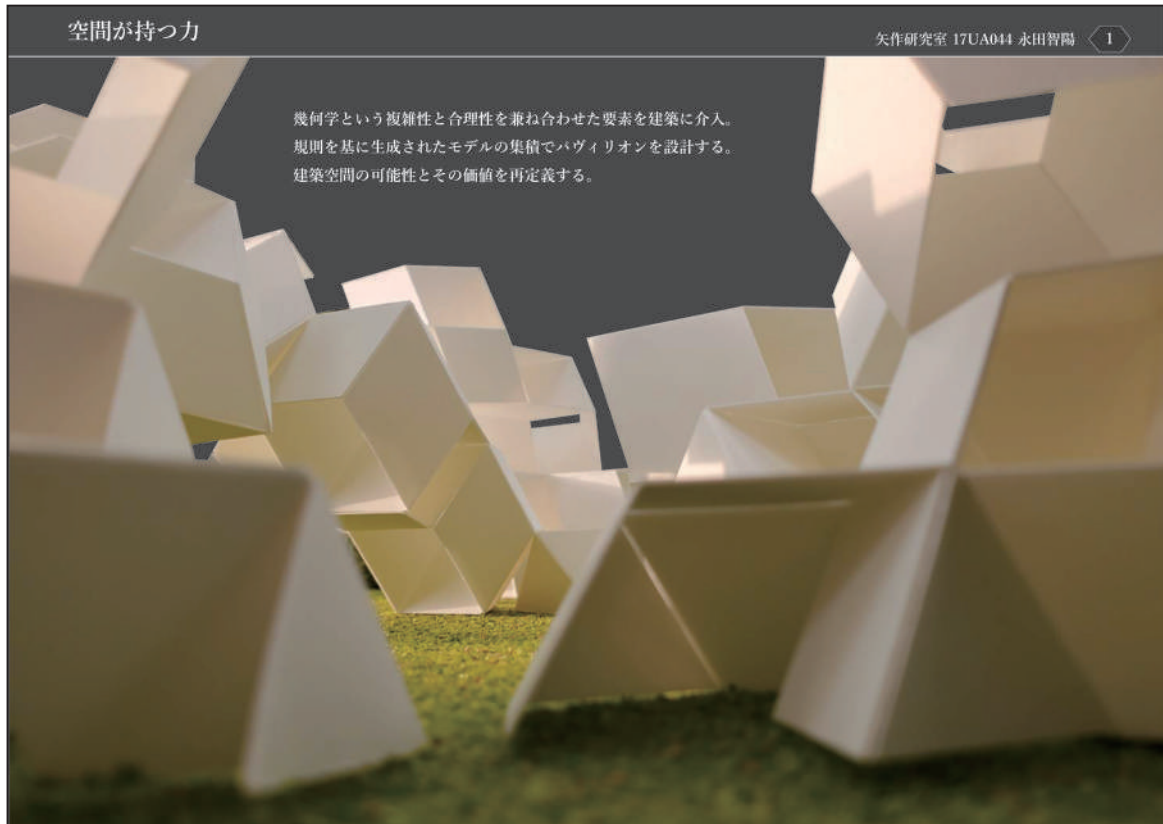 空間が持つ力
矢作研究室 17UA044 永田智陽 1
幾何学という複雑性と合理性を兼ね合わせた要素を建築に介入。
規則を基に生成されたモデルの集積でパヴィリオンを設計する。
建築空間の可能性とその価値を再定義する。